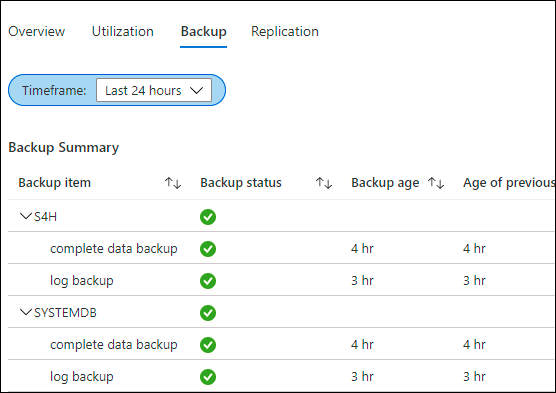 Overview Utilization Backup Replication
Timeframe: Last 24 hours
Backup Summary
Backup item Backup status Backup age Age of previous
S4H
complete data backup 4 hr 4 hr
log backup 3 hr 3 hr
SYSTEMDB
complete data backup 4 hr 4 hr
log backup 3 hr 3 hr